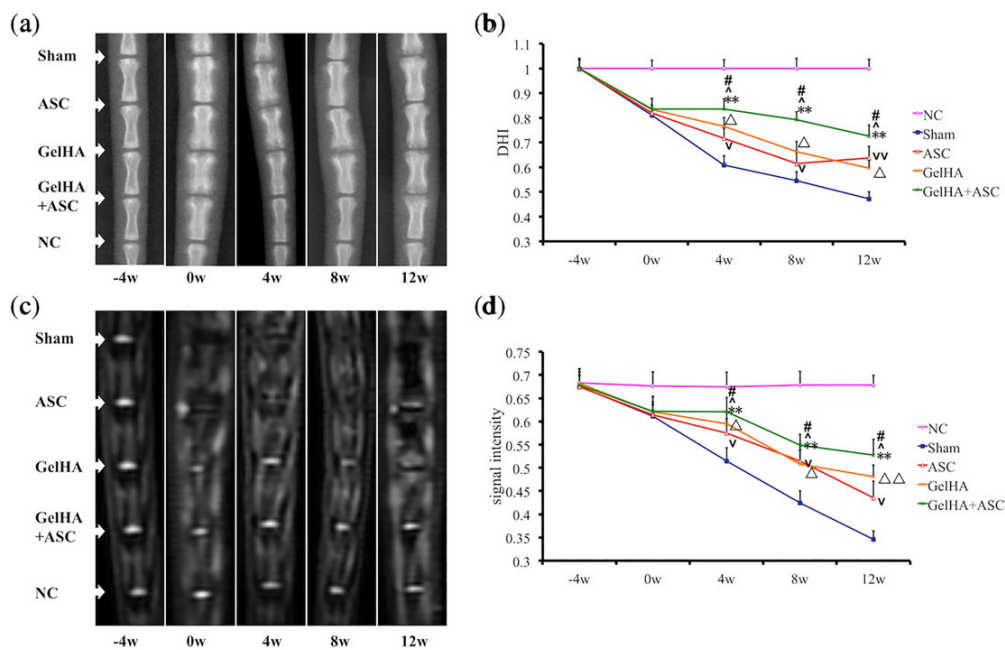 (a)
Sham
ASC
GelHA
GelHA
+ASC
NC
-4w 0w 4w 8w 12w
(b)
DHI
1.1
1
0.9
0.8
0.7
0.6
0.5
0.4
0.3
-4w 0w 4w 8w 12w
#
^
**
△
v
#
^
**
△
v
#
^
**
vv
△
NC
Sham
ASC
GelHA
GelHA+ASC
(c)
Sham
ASC
GelHA
GelHA
+ASC
NC
-4w 0w 4w 8w 12w
(d)
signal intensity
0.75
0.7
0.65
0.6
0.55
0.5
0.45
0.4
0.35
0.3
-4w 0w 4w 8w 12w
#
^
**
△
v
#
^
**
v
△
#
^
**
△△
v
NC
Sham
ASC
GelHA
GelHA+ASC